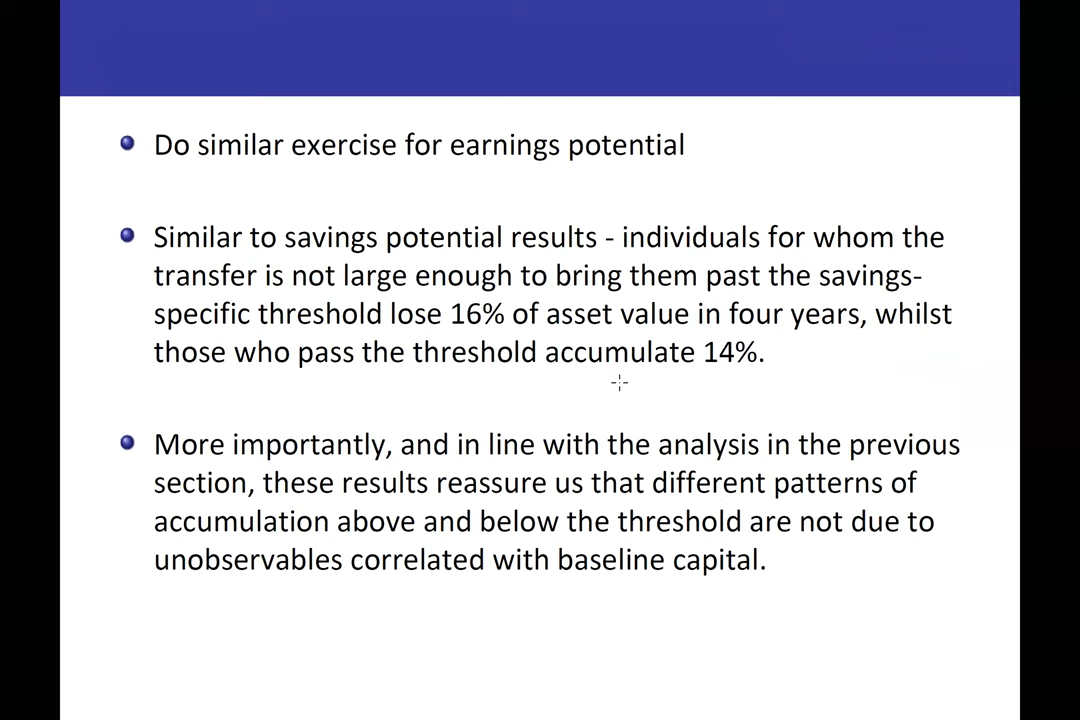 Do similar exercise for earnings potential
Similar to savings potential results - individuals for whom the
transfer is not large enough to bring them past the savings-
specific threshold lose 16% of asset value in four years, whilst
those who pass the threshold accumulate 14%.
More importantly, and in line with the analysis in the previous
section, these results reassure us that different patterns of
accumulation above and below the threshold are not due to
unobservables correlated with baseline capital.